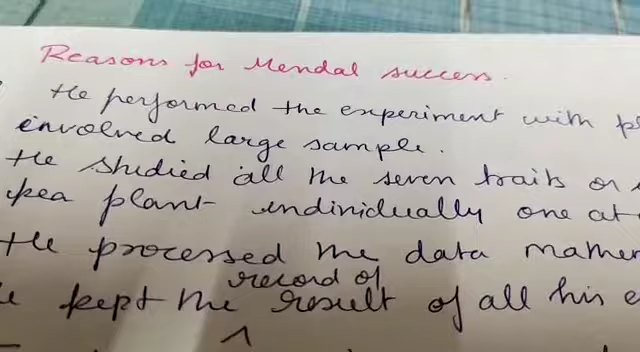 Reasons for Mendal success.
He performed the experiment with
involved large sample.
He studied all the seven traits or
pea plant individually one at
He processed the data
record of
kept the result of all his